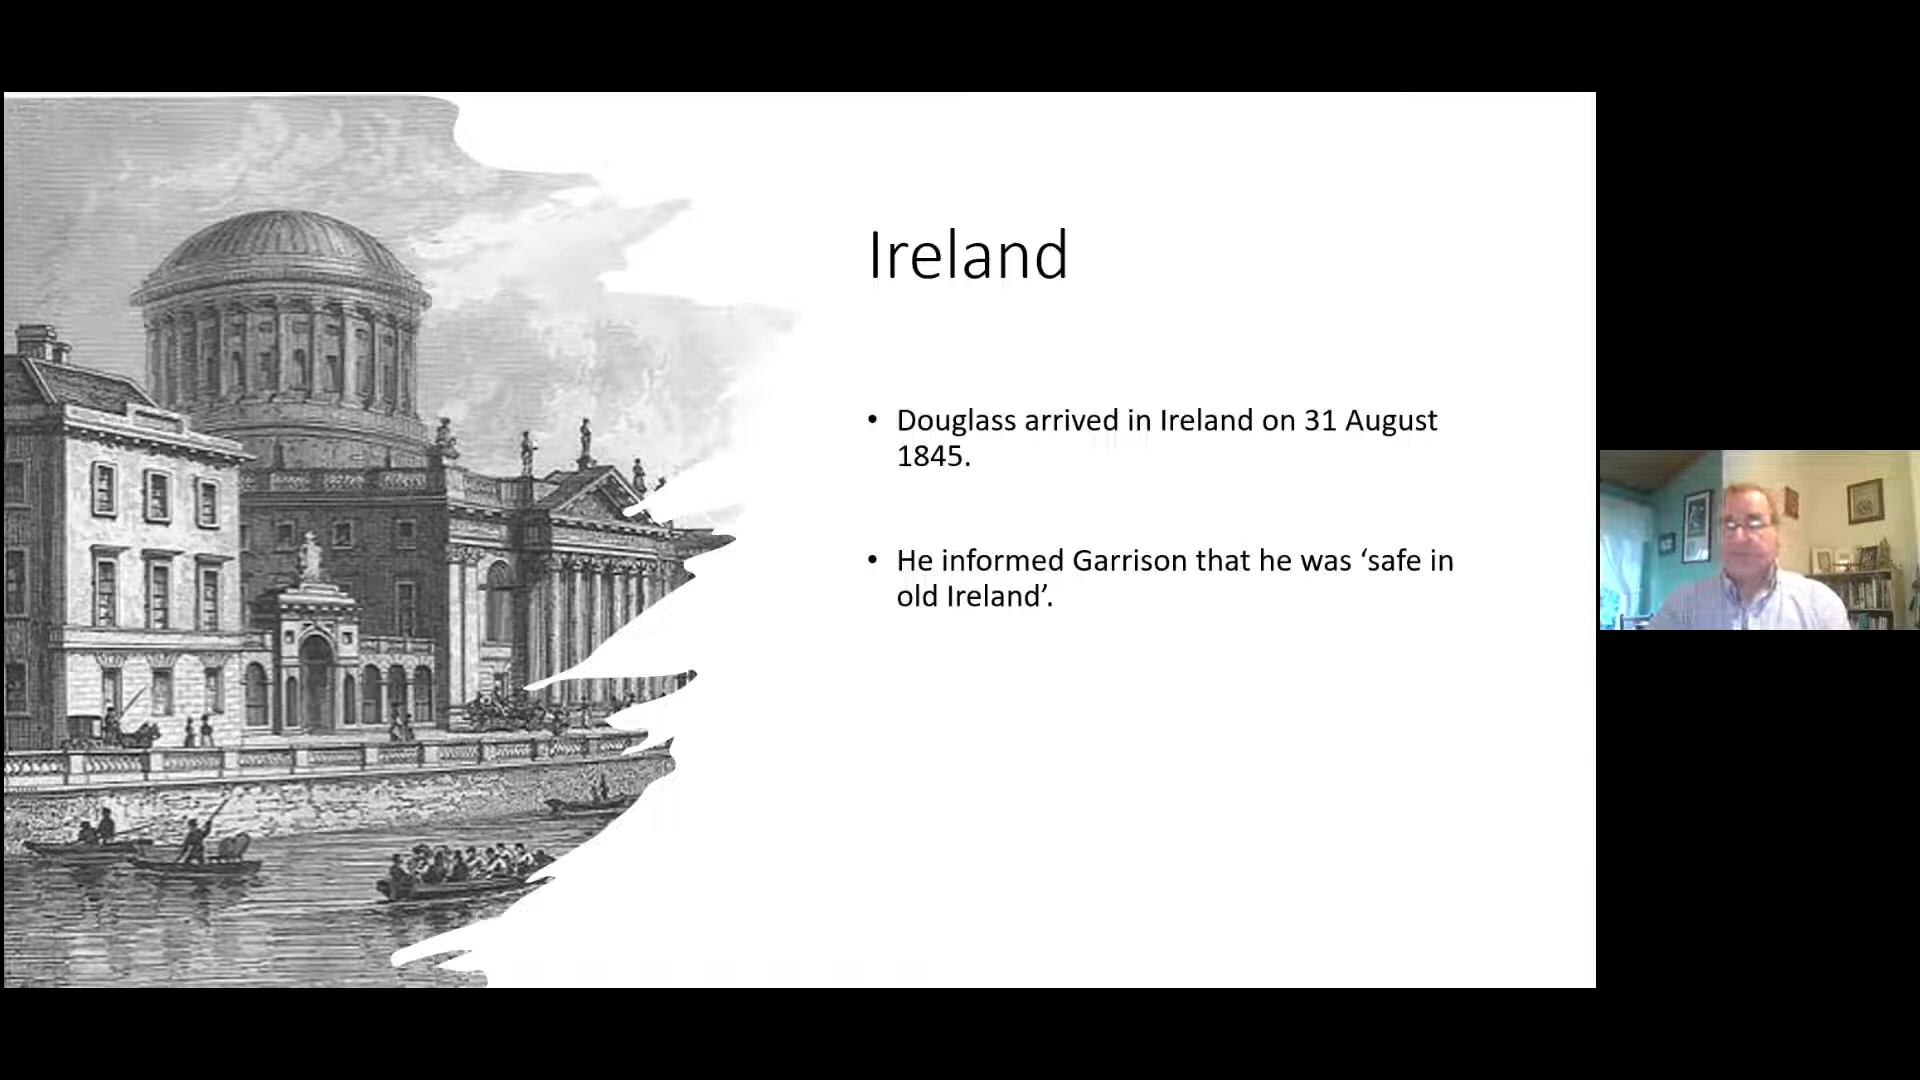 Ireland
• Douglass arrived in Ireland on 31 August
1845.
• He informed Garrison that he was ‘safe in
old Ireland’.